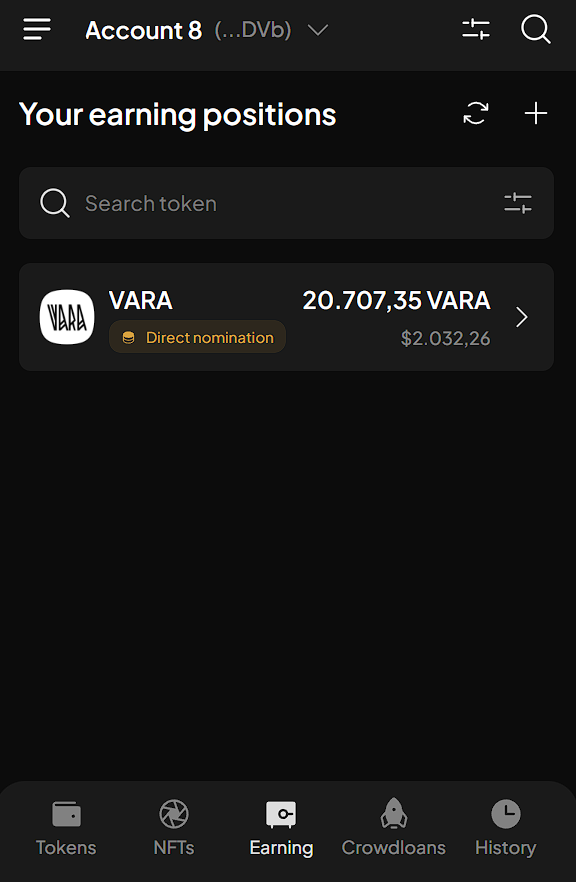 Account 8 (...DVb)
Your earning positions
Search token
VARA
VARA 20.707,35 VARA
Direct nomination $2.032,26
Tokens NFTs Earning Crowdloans History